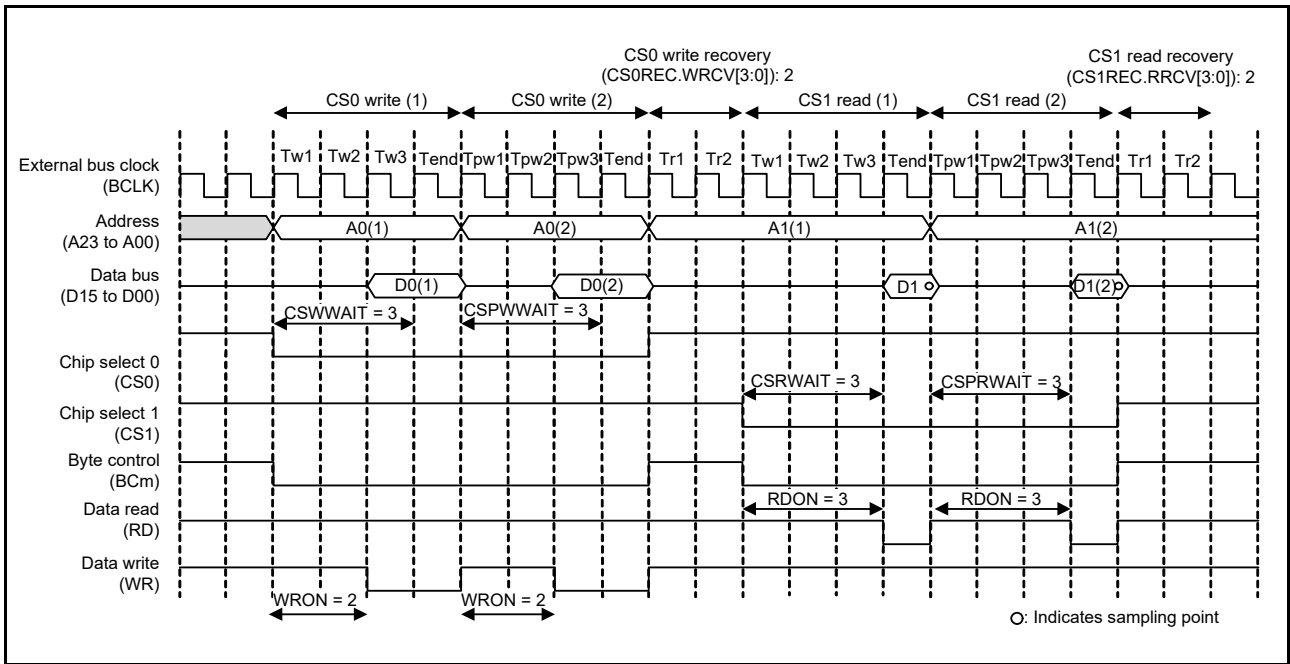 CS0 write recovery
(CS0REC.WRCV[3:0]): 2
CS1 read recovery
(CS1REC.RRCV[3:0]): 2
CS0 write (1)
CS0 write (2)
CS1 read (1)
CS1 read (2)
Tw1 Tw2 Tw3 Tend Tpw1 Tpw2 Tpw3 Tend Tr1 Tr2 Tw1 Tw2 Tw3 Tend Tpw1 Tpw2 Tpw3 Tend Tr1 Tr2
External bus clock
(BCLK)
Address
(A23 to A00)
A0(1) A0(2) A1(1) A1(2)
Data bus
(D15 to D00)
D0(1) D0(2) D1 D1(2)
CSWWAIT = 3 CSPWWAIT = 3
Chip select 0
(CS0)
CSRWAIT = 3 CSPRWAIT = 3
Chip select 1
(CS1)
Byte control
(BCm)
RDON = 3 RDON = 3
Data read
(RD)
Data write
(WR)
WRON = 2 WRON = 2
O: Indicates sampling point